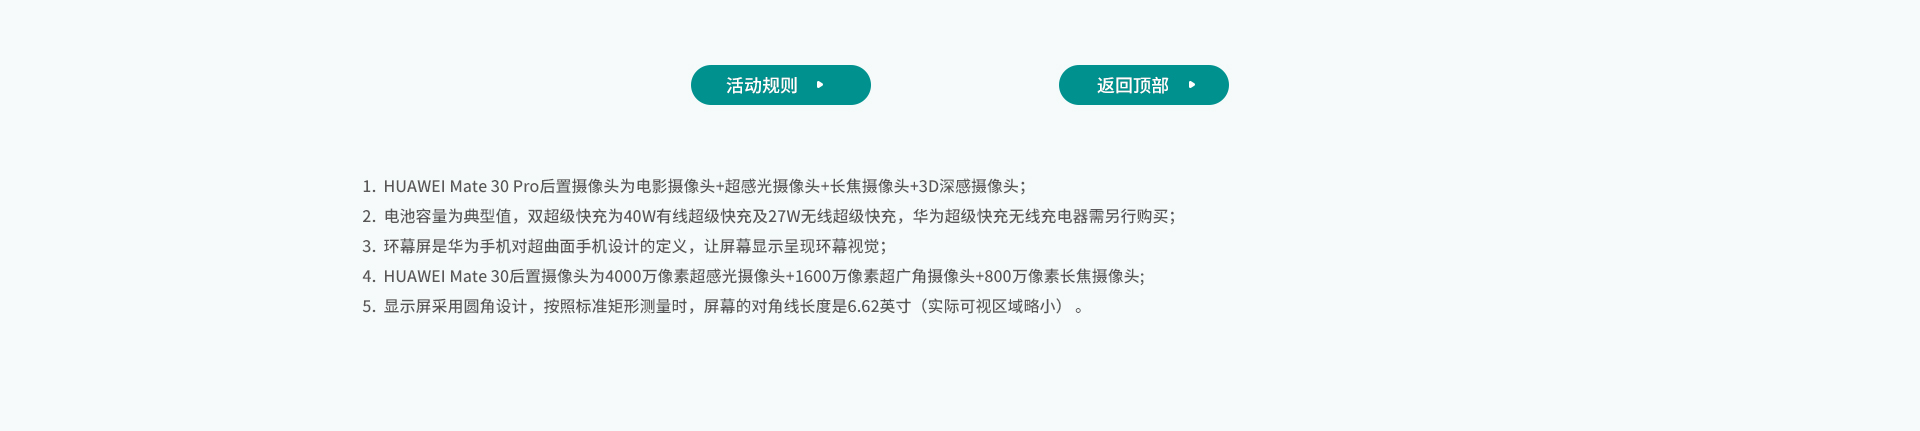 活动规则
返回顶部
1. HUAWEI Mate 30 Pro后置摄像头为电影摄像头+超感光摄像头+长焦摄像头+3D深感摄像头；
2. 电池容量为典型值，双超级快充为40W有线超级快充及27W无线超级快充，华为超级快充无线充电器需另行购买；
3. 环幕屏是华为手机对超曲面手机设计的定义，让屏幕显示呈现环幕视觉；
4. HUAWEI Mate 30后置摄像头为4000万像素超感光摄像头+1600万像素超广角摄像头+800万像素长焦摄像头;
5. 显示屏采用圆角设计，按照标准矩形测量时，屏幕的对角线长度是6.62英寸（实际可视区域略小） 。